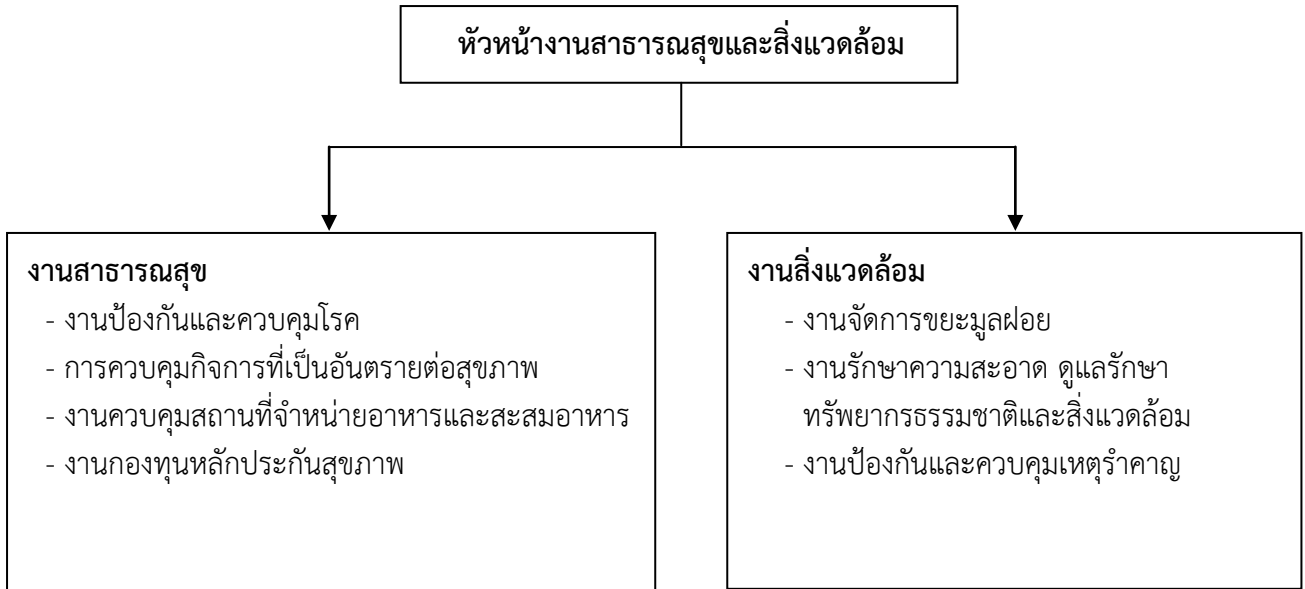 หัวหน้างานสาธารณสุขและสิ่งแวดล้อม
งานสาธารณสุข
- งานป้องกันและควบคุมโรค
- การควบคุมกิจการที่เป็นอันตรายต่อสุขภาพ
- งานควบคุมสถานที่จำหน่ายอาหารและสะสมอาหาร
- งานกองทุนหลักประกันสุขภาพ
งานสิ่งแวดล้อม
- งานจัดการขยะมูลฝอย
- งานรักษาความสะอาด ดูแลรักษา
ทรัพยากรธรรมชาติและสิ่งแวดล้อม
- งานป้องกันและควบคุมเหตุรำคาญ